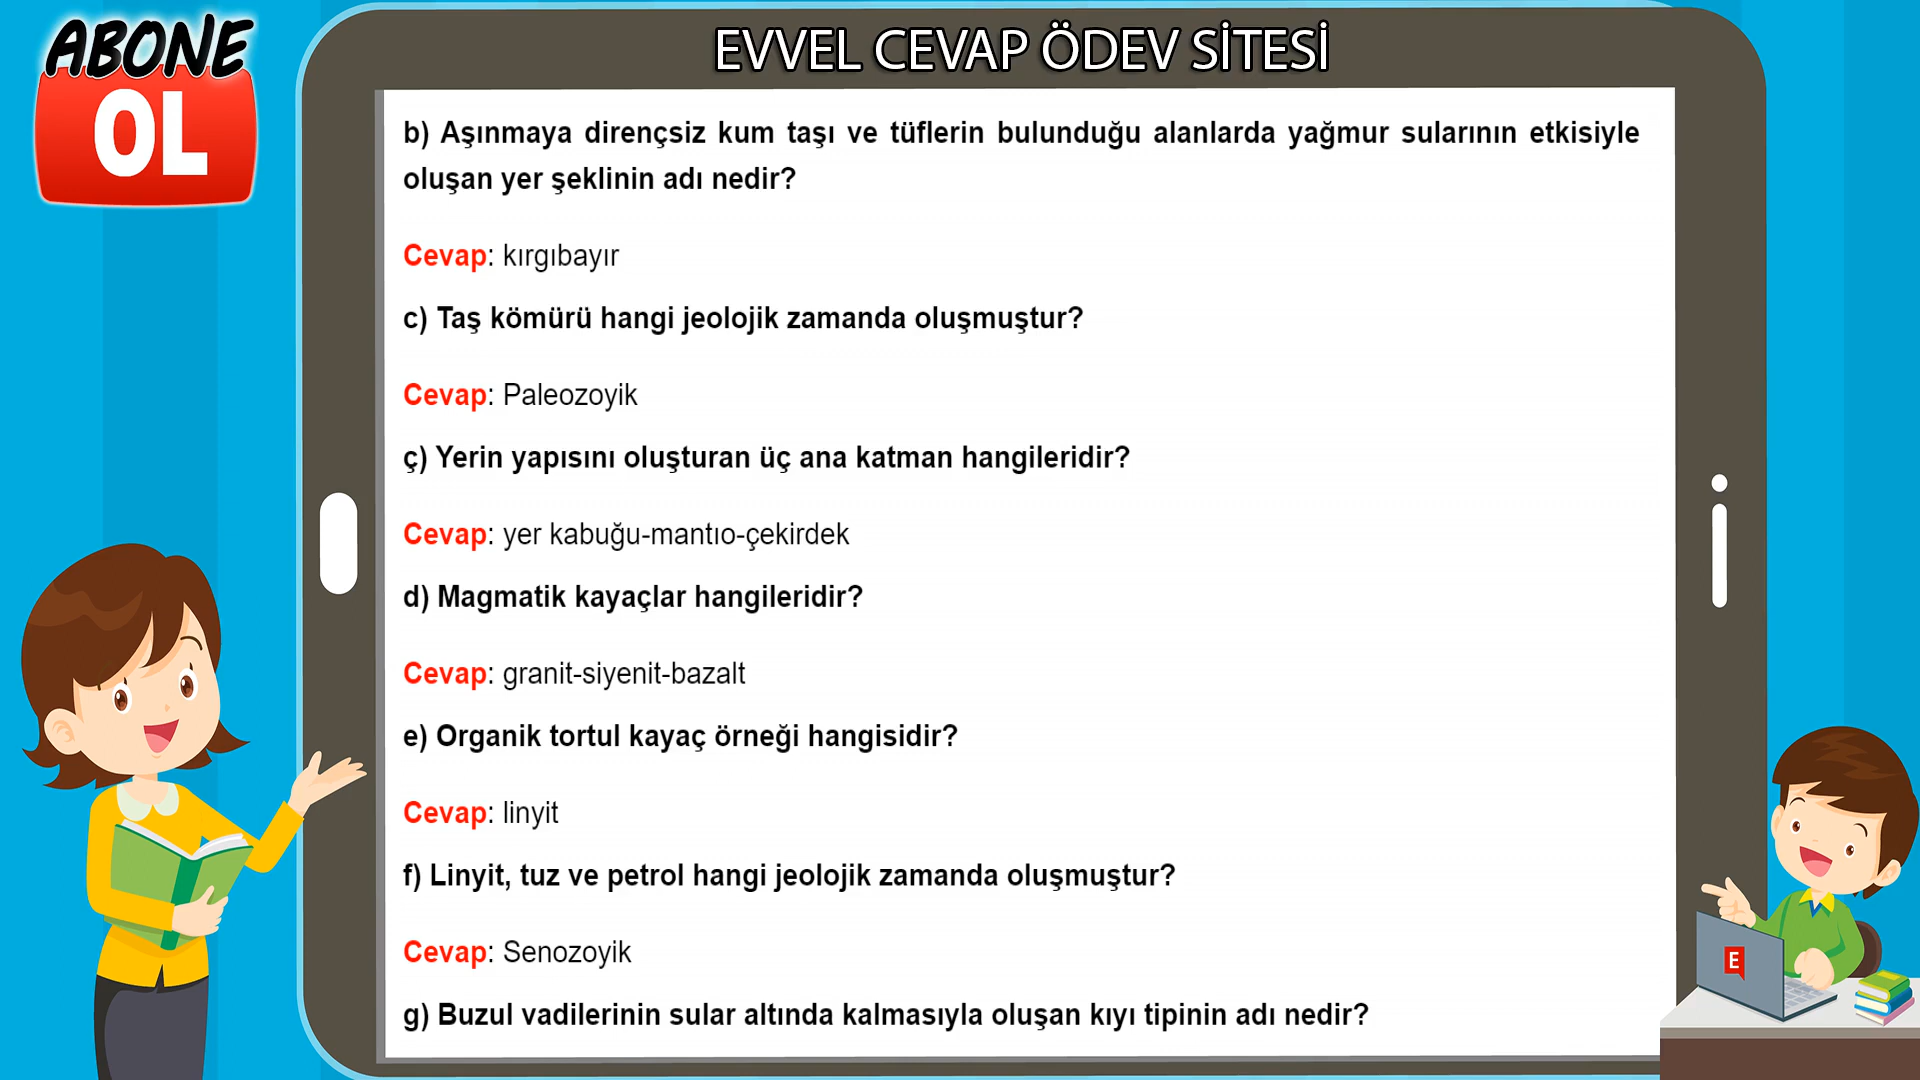 ABONE
OL
EVVEL CEVAP ÖDEV SİTESİ
b) Aşınmaya dirençsiz kum taşı ve tüflerin bulunduğu alanlarda yağmur sularının etkisiyle
oluşan yer şeklinin adı nedir?
Cevap: kırgıbayır
c) Taş kömürü hangi jeolojik zamanda oluşmuştur?
Cevap: Paleozoyik
ç) Yerin yapısını oluşturan üç ana katman hangileridir?
Cevap: yer kabuğu-mantıo-çekirdek
d) Magmatik kayaçlar hangileridir?
Cevap: granit-siyenit-bazalt
e) Organik tortul kayaç örneği hangisidir?
Cevap: linyit
f) Linyit, tuz ve petrol hangi jeolojik zamanda oluşmuştur?
Cevap: Senozoyik
g) Buzul vadilerinin sular altında kalmasıyla oluşan kıyı tipinin adı nedir?
E